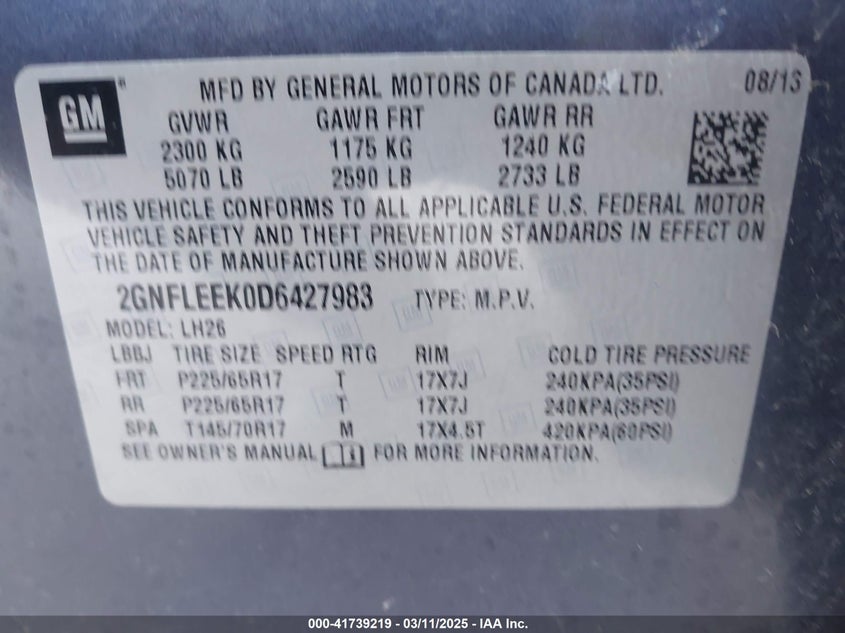 GM
MFD BY GENERAL MOTORS OF CANADA LTD. 08/13
GVWR GAWR FRT GAWR RR
2300 KG 1175 KG 1240 KG
5070 LB 2590 LB 2733 LB
THIS VEHICLE CONFORMS TO ALL APPLICABLE U.S. FEDERAL MOTOR
VEHICLE SAFETY AND THEFT PREVENTION STANDARDS IN EFFECT ON
THE DATE OF MANUFACTURE SHOWN ABOVE.
2GNFLEEK0D6427983 TYPE: M.P.V.
MODEL: LH26
LBBJ TIRE SIZE SPEED RTG RIM COLD TIRE PRESSURE
FRT P225/65R17 T 17X7J 240KPA(35PSI)
RR P225/65R17 T 17X7J 240KPA(35PSI)
SPA T145/70R17 M 17X4.5T 420KPA(60PSI)
SEE OWNER'S MANUAL FOR MORE INFORMATION.
000-41739219 - 03/11/2025 - IAA Inc.